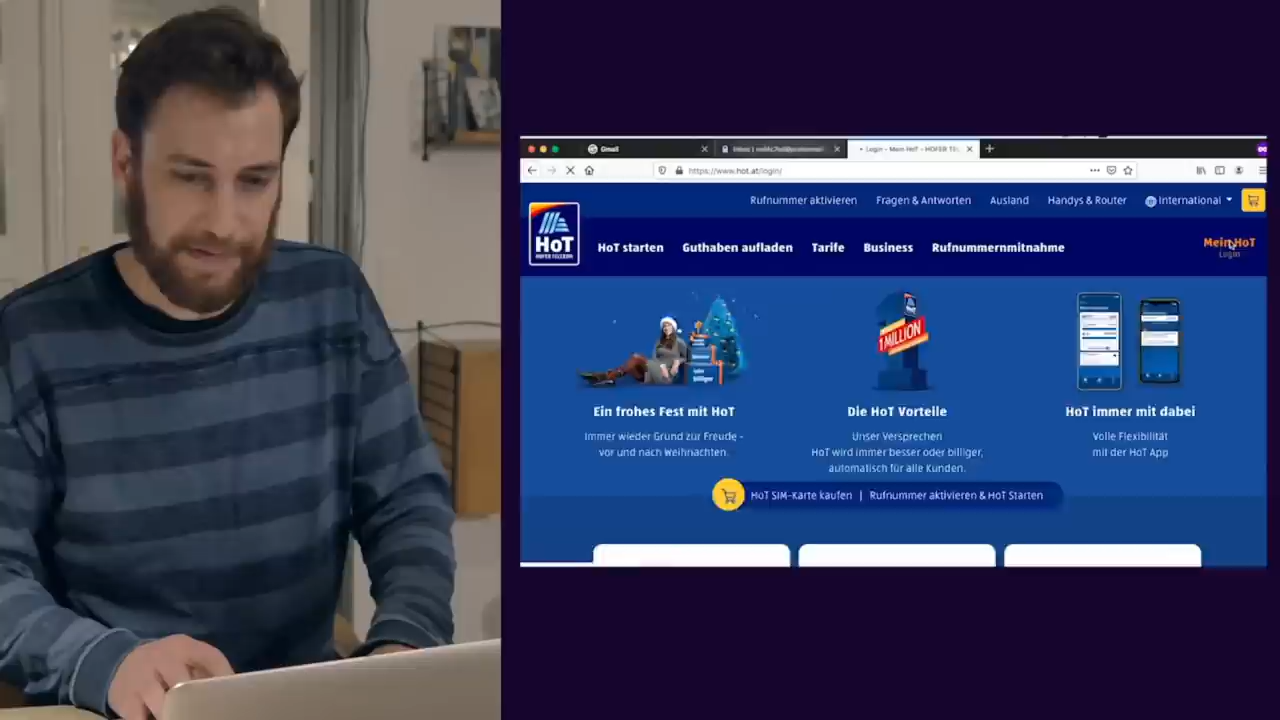 Gmail
Login - Mein HoT - HOFER TE
https://www.hot.at/login/
Rufnummer aktivieren
Fragen & Antworten
Ausland
Handys & Router
International
HoT
HOFER TELEKOM
HoT starten
Guthaben aufladen
Tarife
Business
Rufnummernmitnahme
Mein HoT
Login
1 MILLION
billiger
Ein frohes Fest mit HoT
Immer wieder Grund zur Freude -
vor und nach Weihnachten.
Die HoT Vorteile
Unser Versprechen
HoT wird immer besser oder billiger,
automatisch für alle Kunden.
HoT immer mit dabei
Volle Flexibilität
mit der HoT App
HoT SIM-Karte kaufen | Rufnummer aktivieren & HoT Starten